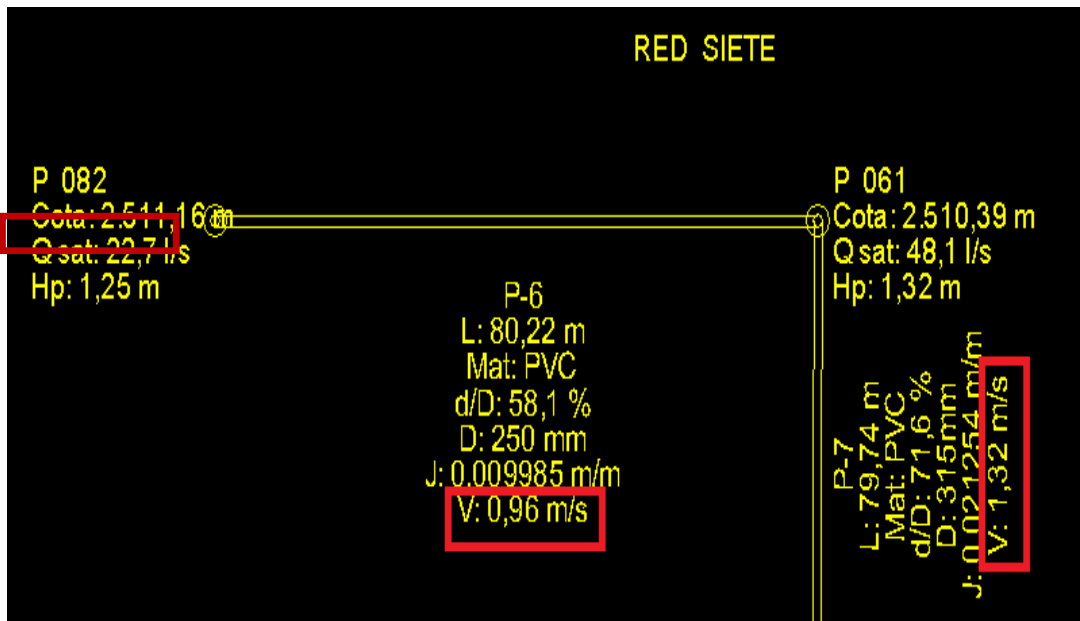 RED SIETE
P 082
Cota: 2.511,16 m
Q sat: 22,7 l/s
Hp: 1,25 m
P 061
Cota: 2.510,39 m
Q sat: 48,1 l/s
Hp: 1,32 m
P-6
L: 80,22 m
Mat: PVC
d/D: 58,1 %
D: 250 mm
J: 0.009985 m/m
V: 0,96 m/s
P-7
L: 79,74 m
Mat: PVC
d/D: 71,6 %
D: 315mm
J: 0.021254 m/m
V: 1,32 m/s